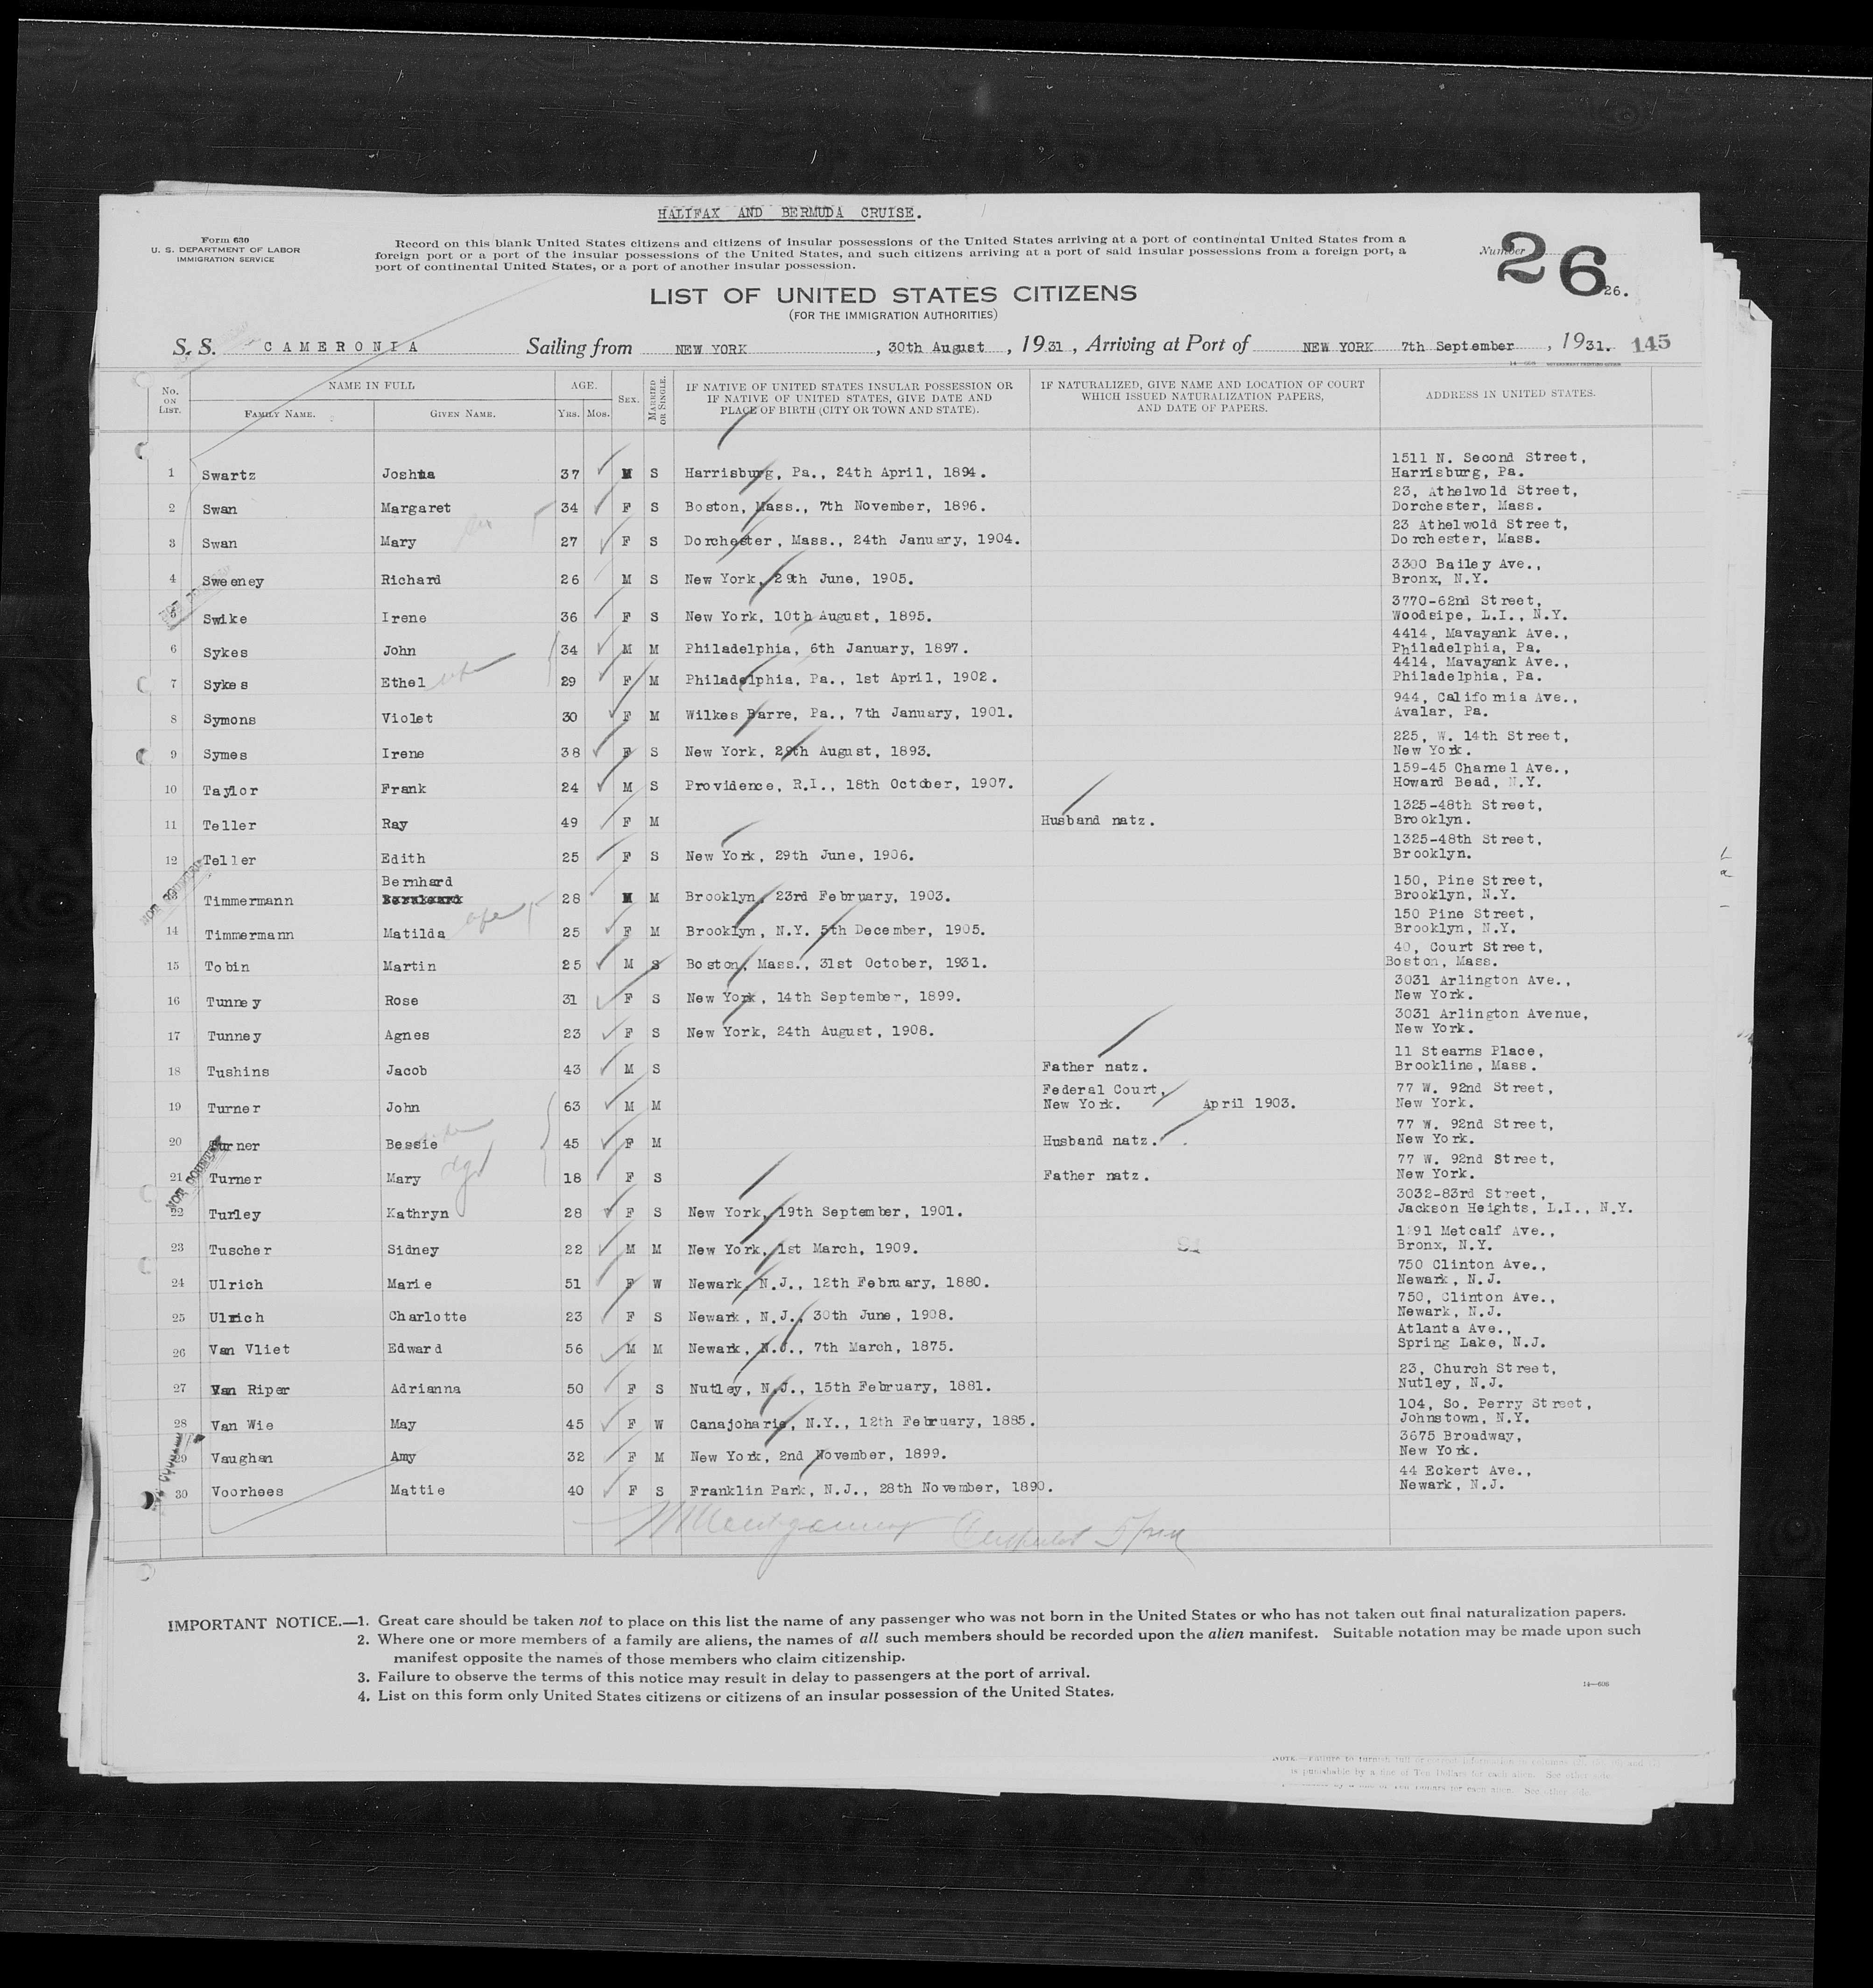 HALIFAX AND BERMUDA CRUISE.
Form 630
U. S. DEPARTMENT OF LABOR
IMMIGRATION SERVICE
Record on this blank United States citizens and citizens of insular possessions of the United States arriving at a port of continental United States from a
foreign port or a port of the insular possessions of the United States, and such citizens arriving at a port of said insular possessions from a foreign port, a
port of continental United States, or a port of another insular possession.
Number 26
26.
LIST OF UNITED STATES CITIZENS
(FOR THE IMMIGRATION AUTHORITIES)
S. S. CAMERONIA Sailing from NEW YORK, 30th August, 1931, Arriving at Port of NEW YORK 7th September, 1931. 145
14-606 GOVERNMENT PRINTING OFFICE
No. ON LIST. NAME IN FULL AGE. SEX. MARRIED OR SINGLE. IF NATIVE OF UNITED STATES INSULAR POSSESSION OR IF NATIVE OF UNITED STATES, GIVE DATE AND PLACE OF BIRTH (CITY OR TOWN AND STATE). IF NATURALIZED, GIVE NAME AND LOCATION OF COURT WHICH ISSUED NATURALIZATION PAPERS, AND DATE OF PAPERS. ADDRESS IN UNITED STATES.
FAMILY NAME. GIVEN NAME. YRS. MOS.
1 Swartz Joshua 37 M S Harrisburg, Pa., 24th April, 1894. 1511 N. Second Street, Harrisburg, Pa.
2 Swan Margaret 34 F S Boston, Mass., 7th November, 1896. 23, Athelwold Street, Dorchester, Mass.
3 Swan Mary 27 F S Dorchester, Mass., 24th January, 1904. 23 Athelwold Street, Dorchester, Mass.
4 Sweeney Richard 26 M S New York, 29th June, 1905. 3300 Bailey Ave., Bronx, N.Y.
5 Swike Irene 36 F S New York, 10th August, 1895. 3770-62nd Street, Woodsipe, L.I., N.Y.
6 Sykes John 34 M M Philadelphia, 6th January, 1897. 4414, Mavayank Ave., Philadelphia, Pa.
7 Sykes Ethel wife 29 F M Philadelphia, Pa., 1st April, 1902. 4414, Mavayank Ave., Philadelphia, Pa.
8 Symons Violet 30 F M Wilkes Barre, Pa., 7th January, 1901. 944, California Ave., Avalar, Pa.
9 Symes Irene 38 F S New York, 29th August, 1893. 225, W. 14th Street, New York.
10 Taylor Frank 24 M S Providence, R.I., 18th October, 1907. 159-45 Chamel Ave., Howard Bead, N.Y.
11 Teller Ray 49 F M Husband natz. 1325-48th Street, Brooklyn.
12 Teller Edith 25 F S New York, 29th June, 1906. 1325-48th Street, Brooklyn.
13 Timmermann Bernhard 28 M M Brooklyn, 23rd February, 1903. 150, Pine Street, Brooklyn, N.Y.
14 Timmermann Matilda wife 25 F M Brooklyn, N.Y. 5th December, 1905. 150 Pine Street, Brooklyn, N.Y.
15 Tobin Martin 25 M S Boston, Mass., 31st October, 1931. 40, Court Street, Boston, Mass.
16 Tunney Rose 31 F S New York, 14th September, 1899. 3031 Arlington Ave., New York.
17 Tunney Agnes 23 F S New York, 24th August, 1908. 3031 Arlington Avenue, New York.
18 Tushins Jacob 43 M S Father natz. 11 Stearns Place, Brookline, Mass.
19 Turner John 63 M M Federal Court, New York. April 1903. 77 W. 92nd Street, New York.
20 Turner Bessie wife 45 F M Husband natz. 77 W. 92nd Street, New York.
21 Turner Mary dgt 18 F S Father natz. 77 W. 92nd Street, New York.
22 Turley Kathryn 28 F S New York, 19th September, 1901. 3032-83rd Street, Jackson Heights, L.I., N.Y.
23 Tuscher Sidney 22 M M New York, 1st March, 1909. 1291 Metcalf Ave., Bronx, N.Y.
24 Ulrich Marie 51 F W Newark, N.J., 12th February, 1880. 750 Clinton Ave., Newark, N.J.
25 Ulrich Charlotte 23 F S Newark, N.J., 30th June, 1908. 750, Clinton Ave., Newark, N.J.
26 Van Vliet Edward 56 M M Newark, N.J., 7th March, 1875. Atlanta Ave., Spring Lake, N.J.
27 Van Riper Adrianna 50 F S Nutley, N.J., 15th February, 1881. 23, Church Street, Nutley, N.J.
28 Van Wie May 45 F W Canajoharie, N.Y., 12th February, 1885. 104, So. Perry Street, Johnstown, N.Y.
29 Vaughan Amy 32 F M New York, 2nd November, 1899. 3675 Broadway, New York.
30 Voorhees Mattie 40 F S Franklin Park, N.J., 28th November, 1890. 44 Eckert Ave., Newark, N.J.
IMPORTANT NOTICE.—1. Great care should be taken not to place on this list the name of any passenger who was not born in the United States or who has not taken out final naturalization papers.
2. Where one or more members of a family are aliens, the names of all such members should be recorded upon the alien manifest. Suitable notation may be made upon such
manifest opposite the names of those members who claim citizenship.
3. Failure to observe the terms of this notice may result in delay to passengers at the port of arrival.
4. List on this form only United States citizens or citizens of an insular possession of the United States.
14—606
is punishable by a fine of Ten Dollars for each alien. See other side.